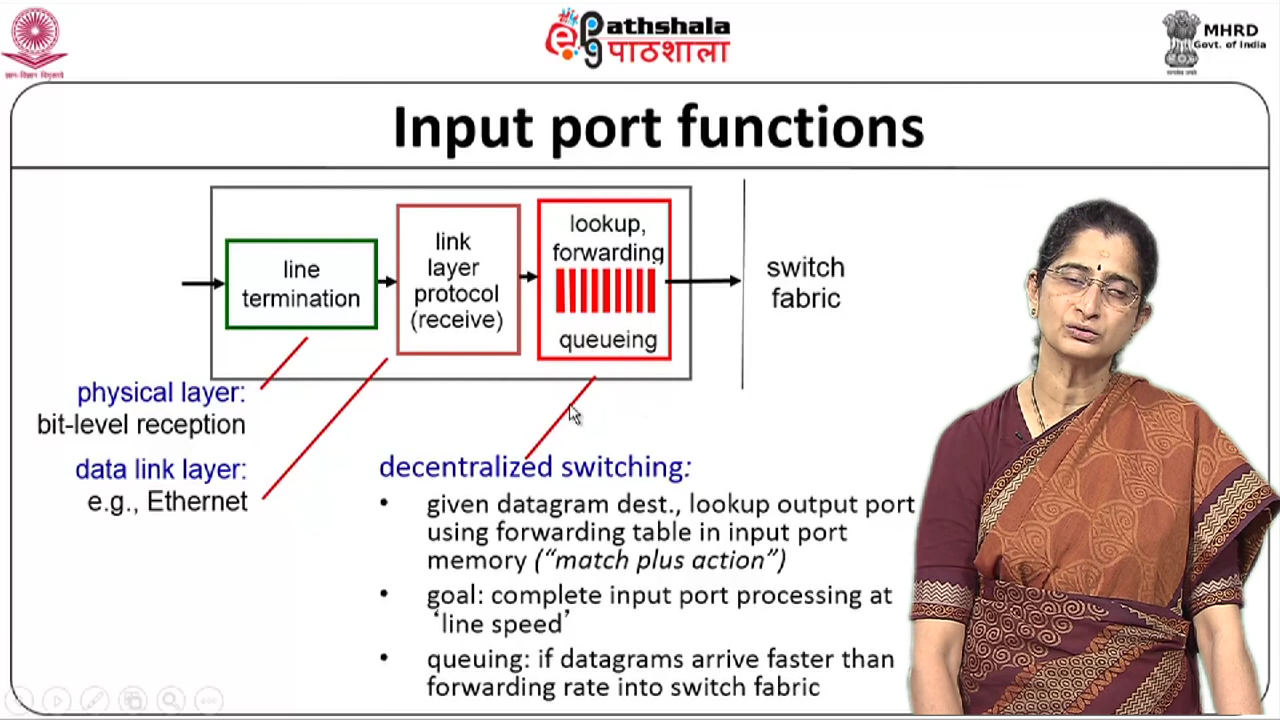 ePathshala
पाठशाला
MHRD
Govt. of India
Input port functions
line
termination
link
layer
protocol
(receive)
lookup,
forwarding
queueing
switch
fabric
physical layer:
bit-level reception
data link layer:
e.g., Ethernet
decentralized switching:
• given datagram dest., lookup output port
using forwarding table in input port
memory (“match plus action”)
• goal: complete input port processing at
‘line speed’
• queuing: if datagrams arrive faster than
forwarding rate into switch fabric